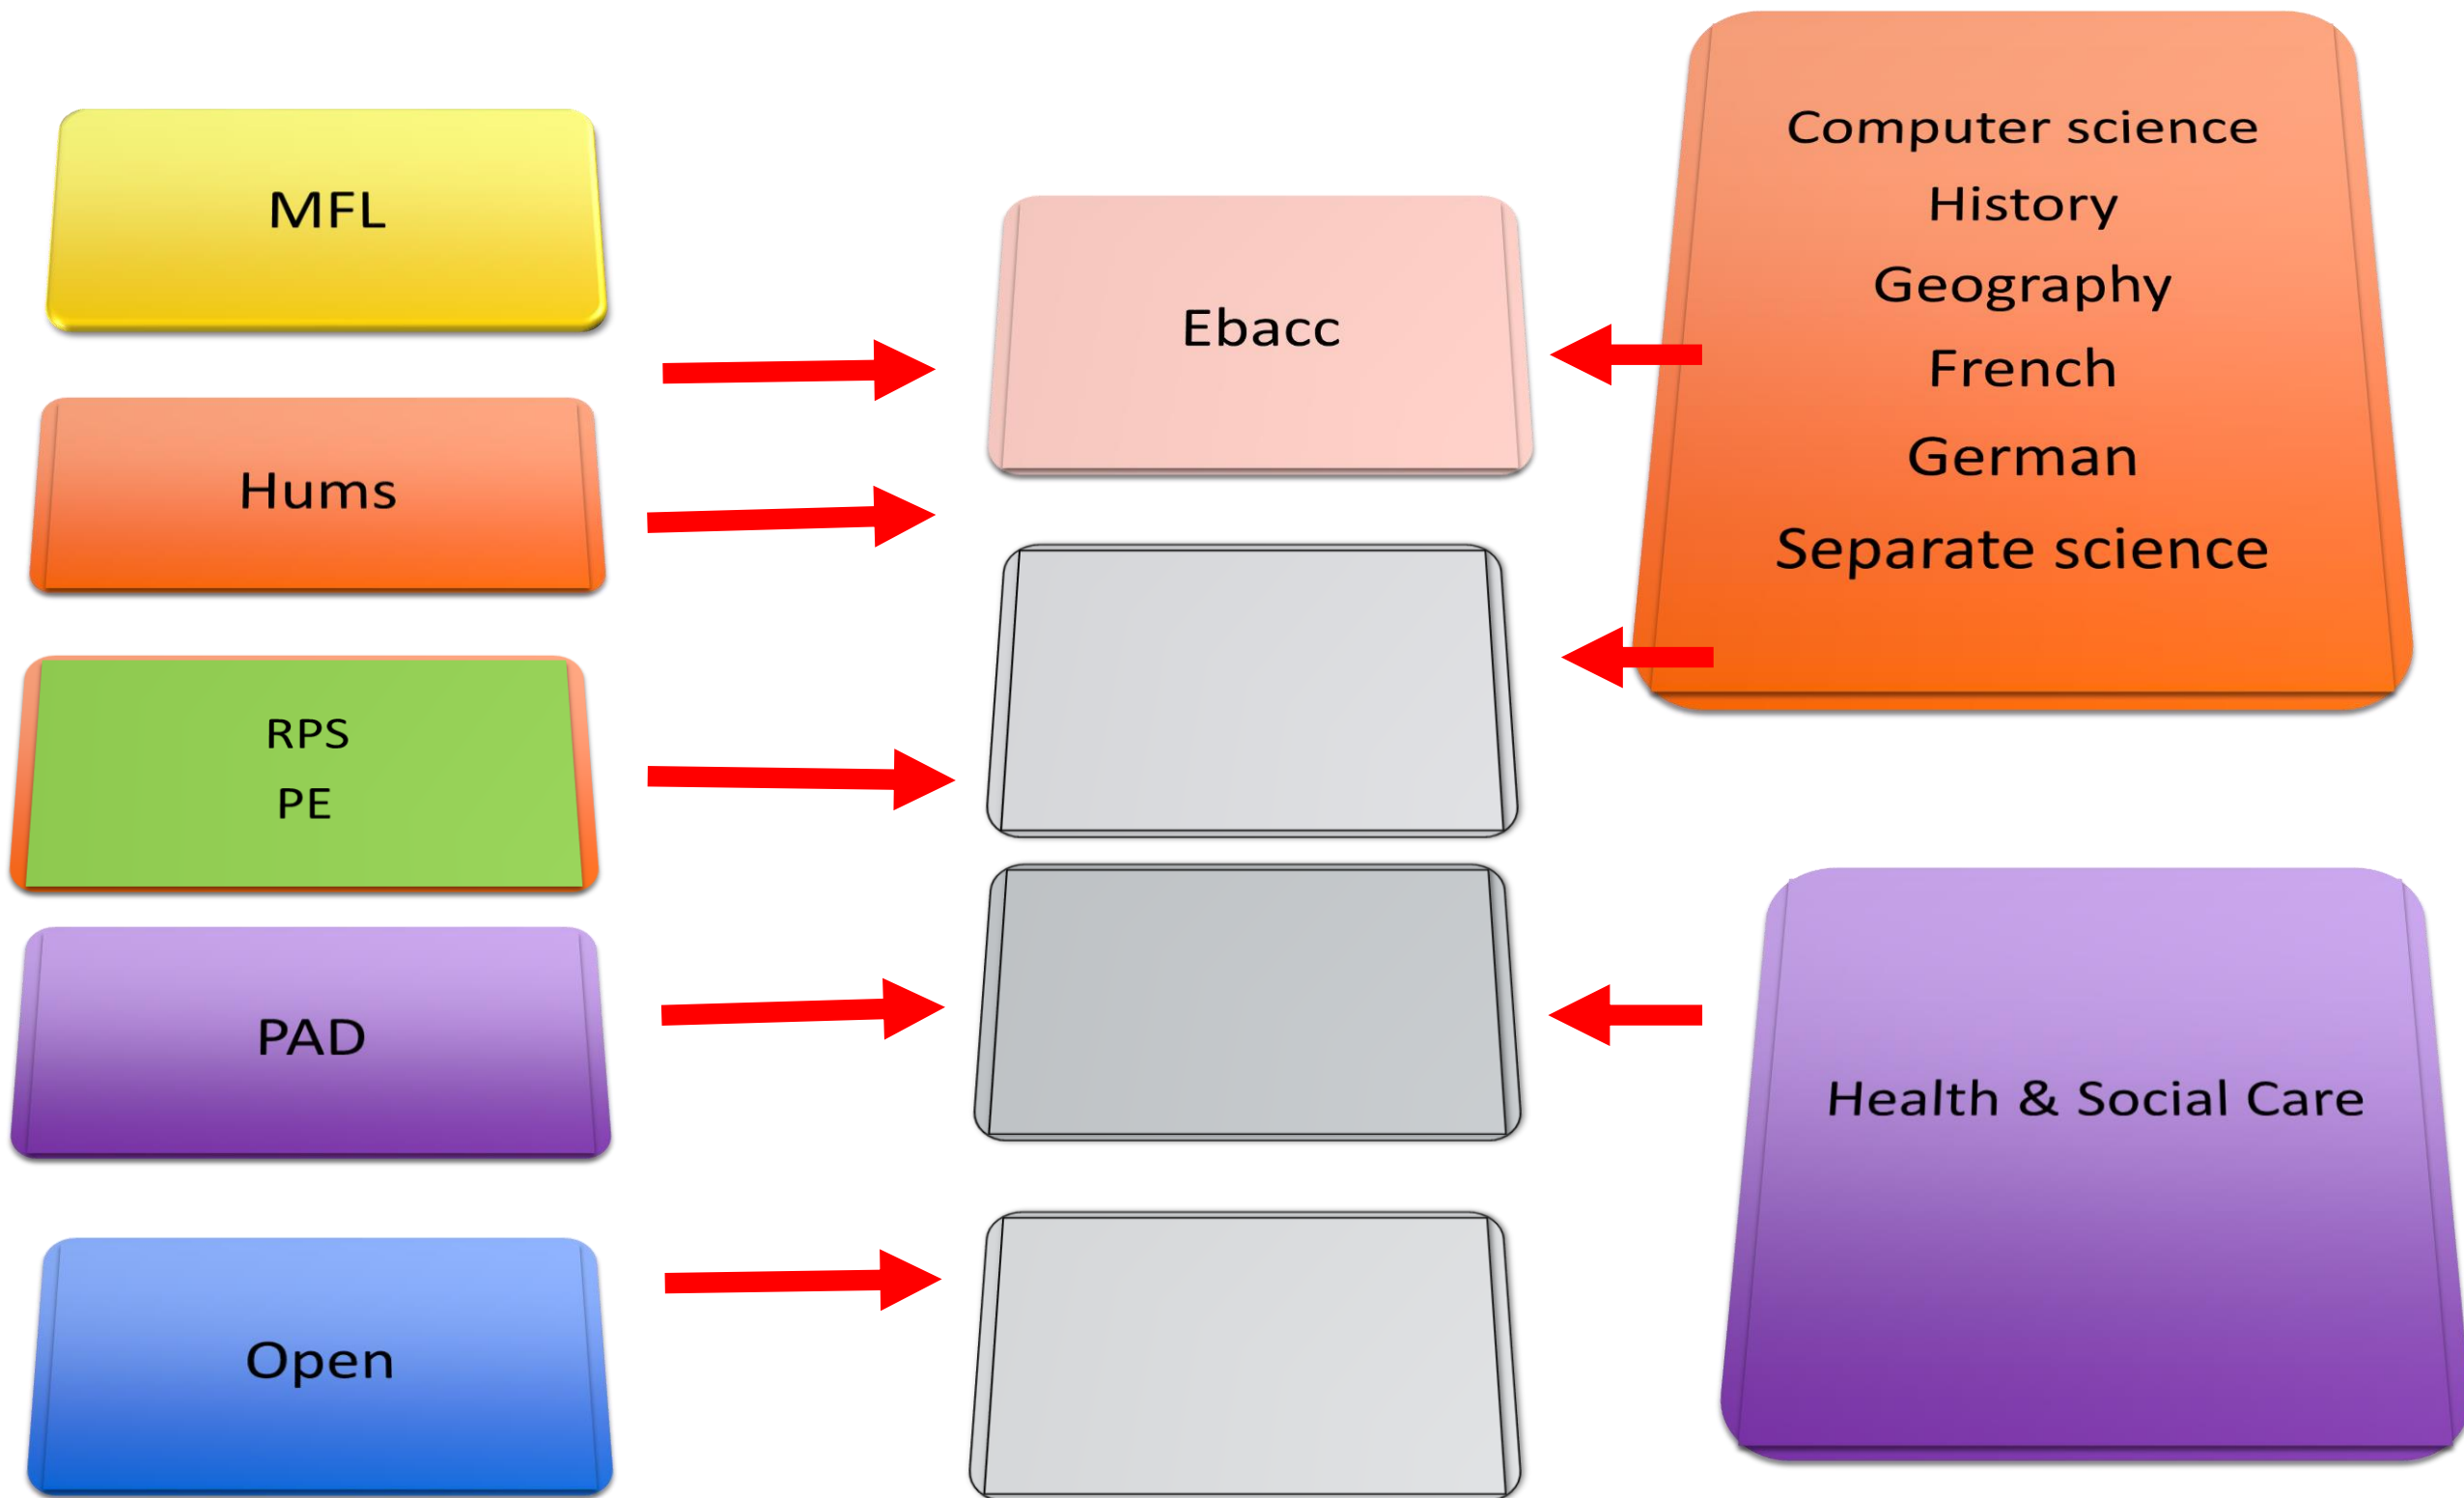 MFL
Hums
RPS
PE
PAD
Open
Ebacc
Computer science
History
Geography
French
German
Separate science
Health & Social Care